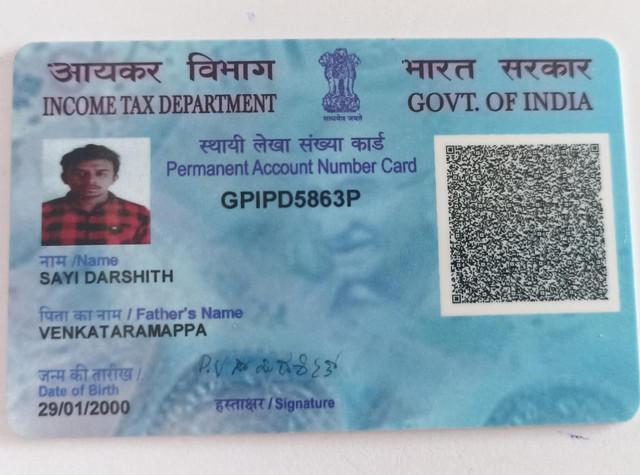 आयकर विभाग
INCOME TAX DEPARTMENT
सत्यमेव जयते
भारत सरकार
GOVT. OF INDIA
स्थायी लेखा संख्या कार्ड
Permanent Account Number Card
GPIPD5863P
नाम /Name
SAYI DARSHITH
पिता का नाम / Father's Name
VENKATARAMAPPA
जन्म की तारीख /
Date of Birth
29/01/2000
हस्ताक्षर / Signature